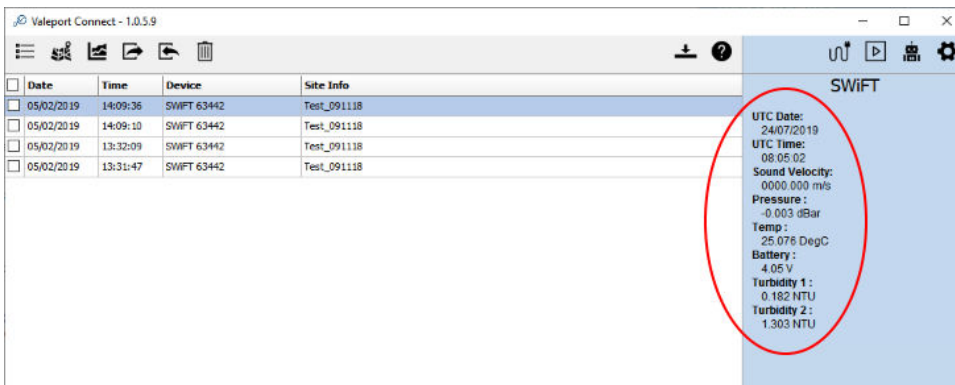 Valeport Connect - 1.0.5.9
Date Time Device Site Info
05/02/2019 14:09:36 SWiFT 63442 Test_091118
05/02/2019 14:09:10 SWiFT 63442 Test_091118
05/02/2019 13:32:09 SWiFT 63442 Test_091118
05/02/2019 13:31:47 SWiFT 63442 Test_091118
SWiFT
UTC Date:
24/07/2019
UTC Time:
08:05:02
Sound Velocity:
0000.000 m/s
Pressure :
-0.003 dBar
Temp :
25.076 DegC
Battery :
4.05 V
Turbidity 1 :
0.182 NTU
Turbidity 2 :
1.303 NTU